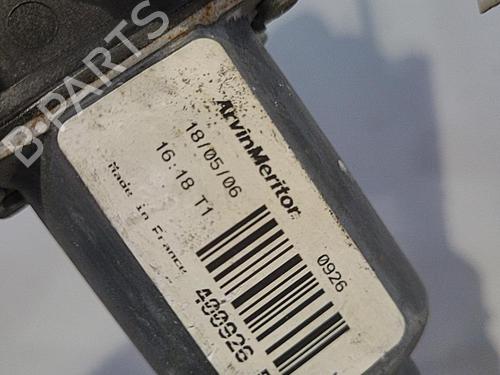 B-PARTS
ArvinMeritor
18/05/06
16.18 T1
Made in France
0926
400926